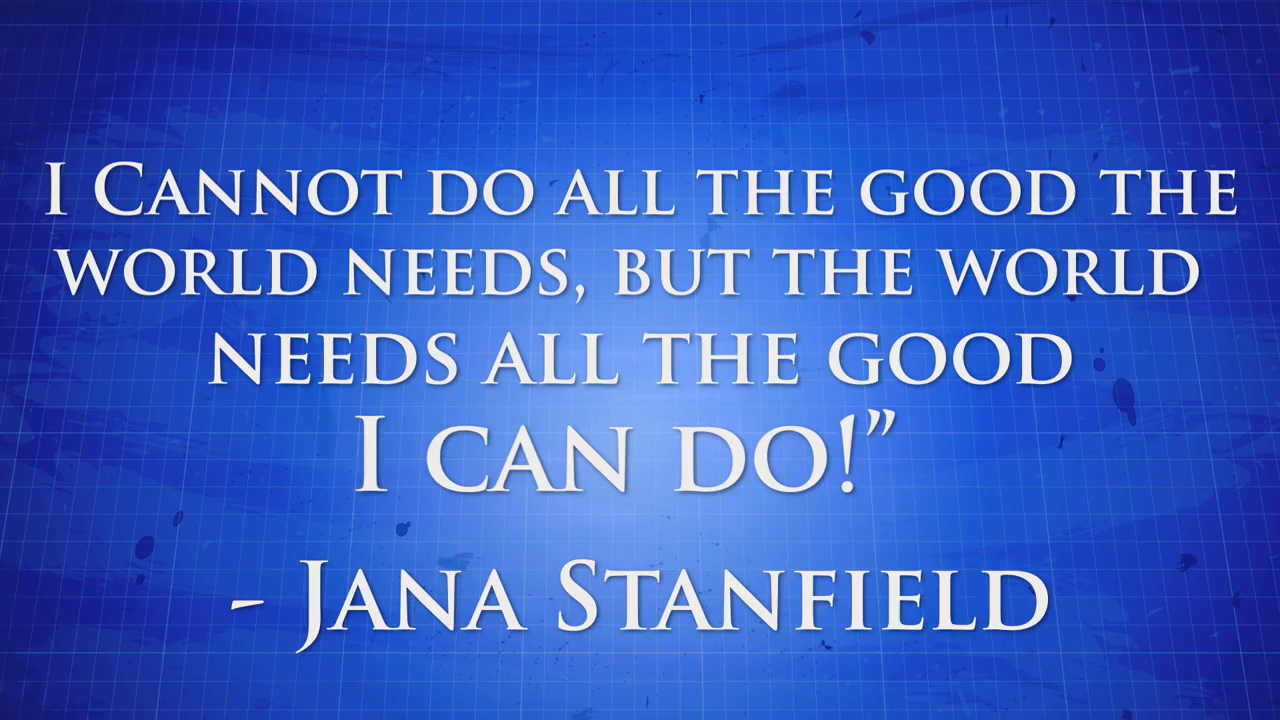 I Cannot do all the good the
world needs, but the world
needs all the good
I can do!”
- Jana Stanfield